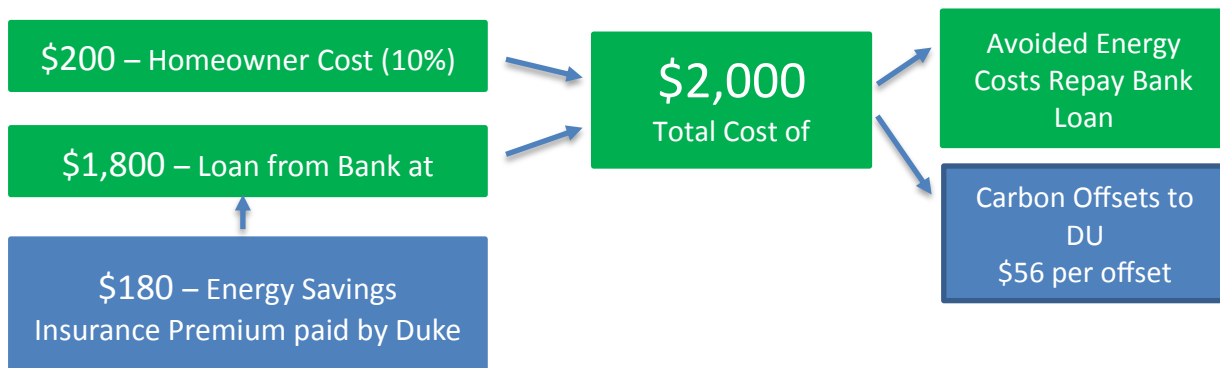 $200 – Homeowner Cost (10%)
$1,800 – Loan from Bank at
$180 – Energy Savings
Insurance Premium paid by Duke
$2,000
Total Cost of
Avoided Energy
Costs Repay Bank
Loan
Carbon Offsets to
DU
$56 per offset